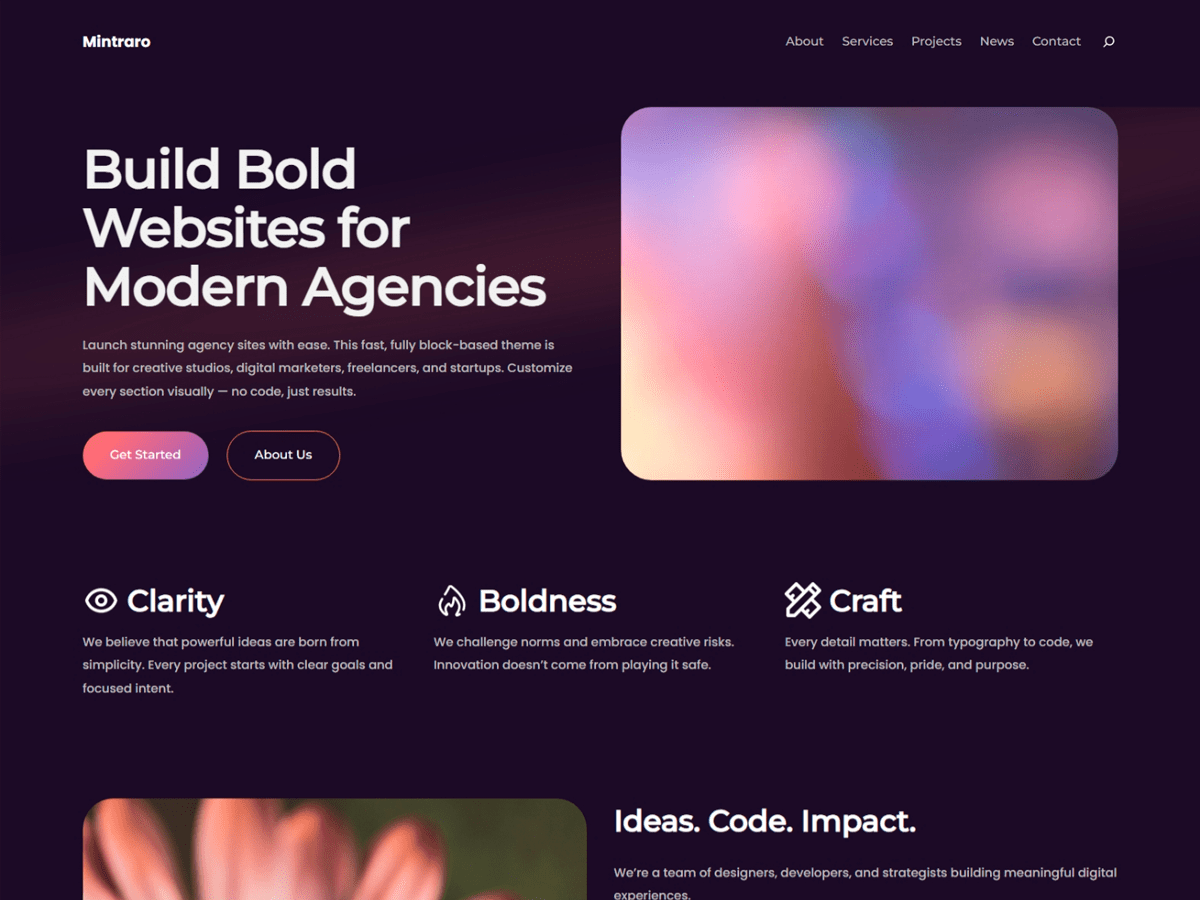 Mintraro
About
Services
Projects
News
Contact
Build Bold
Websites for
Modern Agencies
Launch stunning agency sites with ease. This fast, fully block-based theme is
built for creative studios, digital marketers, freelancers, and startups. Customize
every section visually — no code, just results.
Get Started
About Us
Clarity
We believe that powerful ideas are born from
simplicity. Every project starts with clear goals and
focused intent.
Boldness
We challenge norms and embrace creative risks.
Innovation doesn’t come from playing it safe.
Craft
Every detail matters. From typography to code, we
build with precision, pride, and purpose.
Ideas. Code. Impact.
We’re a team of designers, developers, and strategists building meaningful digital
experiences.